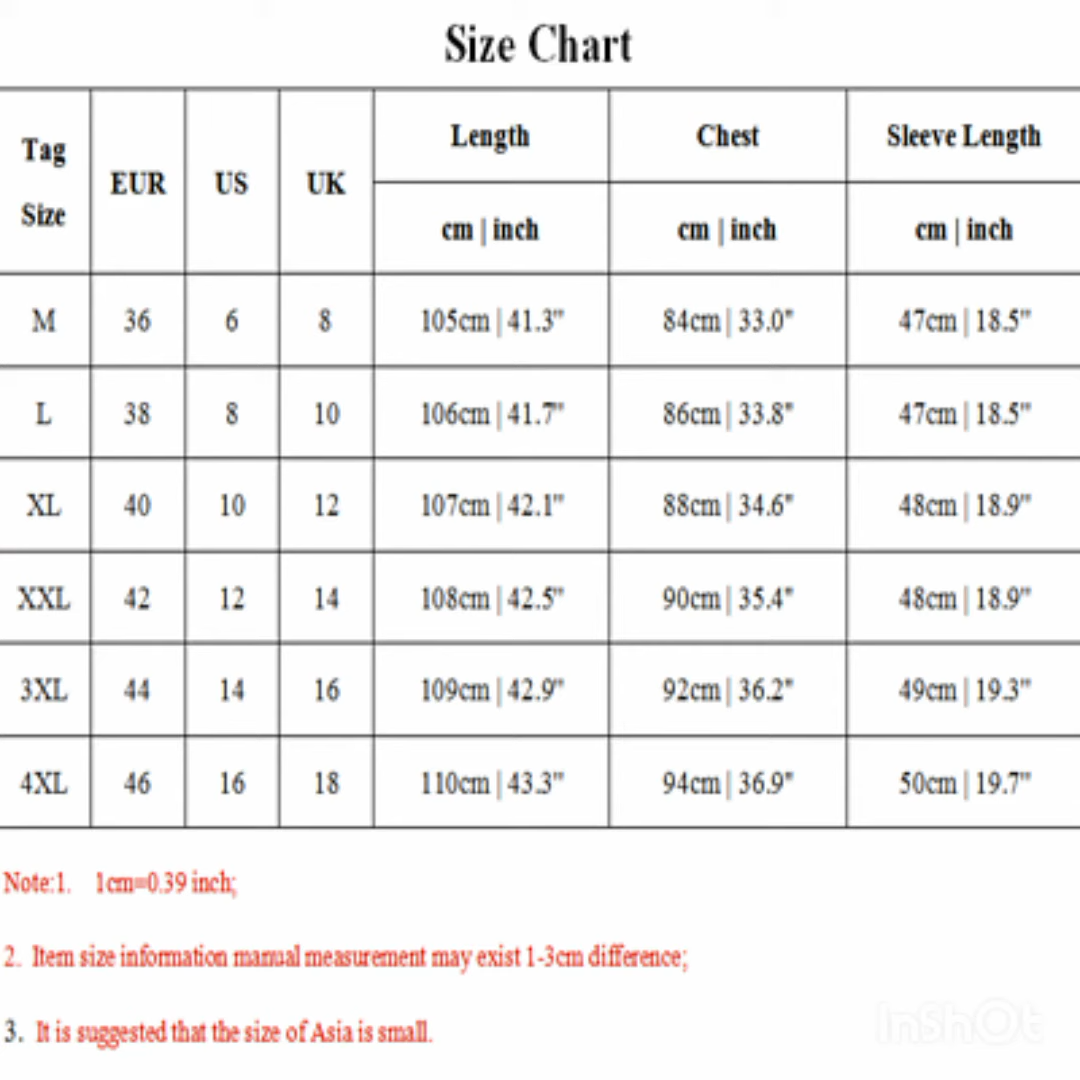 Size Chart
Tag Size | EUR | US | UK | Length | Chest | Sleeve Length
cm | inch cm | inch cm | inch
M 36 6 8 105cm | 41.3" 84cm | 33.0" 47cm | 18.5"
L 38 8 10 106cm | 41.7" 86cm | 33.8" 47cm | 18.5"
XL 40 10 12 107cm | 42.1" 88cm | 34.6" 48cm | 18.9"
XXL 42 12 14 108cm | 42.5" 90cm | 35.4" 48cm | 18.9"
3XL 44 14 16 109cm | 42.9" 92cm | 36.2" 49cm | 19.3"
4XL 46 16 18 110cm | 43.3" 94cm | 36.9" 50cm | 19.7"
Note:1. 1cm=0.39 inch;
2. Item size information manual measurement may exist 1-3cm difference;
3. It is suggested that the size of Asia is small.
InShOt